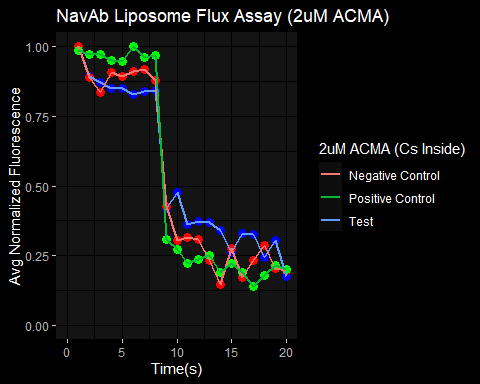 NavAb Liposome Flux Assay (2uM ACMA)
1.00
0.75
0.50
0.25
0.00
Avg Normalized Fluorescence
0 5 10 15 20
Time(s)
2uM ACMA (Cs Inside)
Negative Control
Positive Control
Test